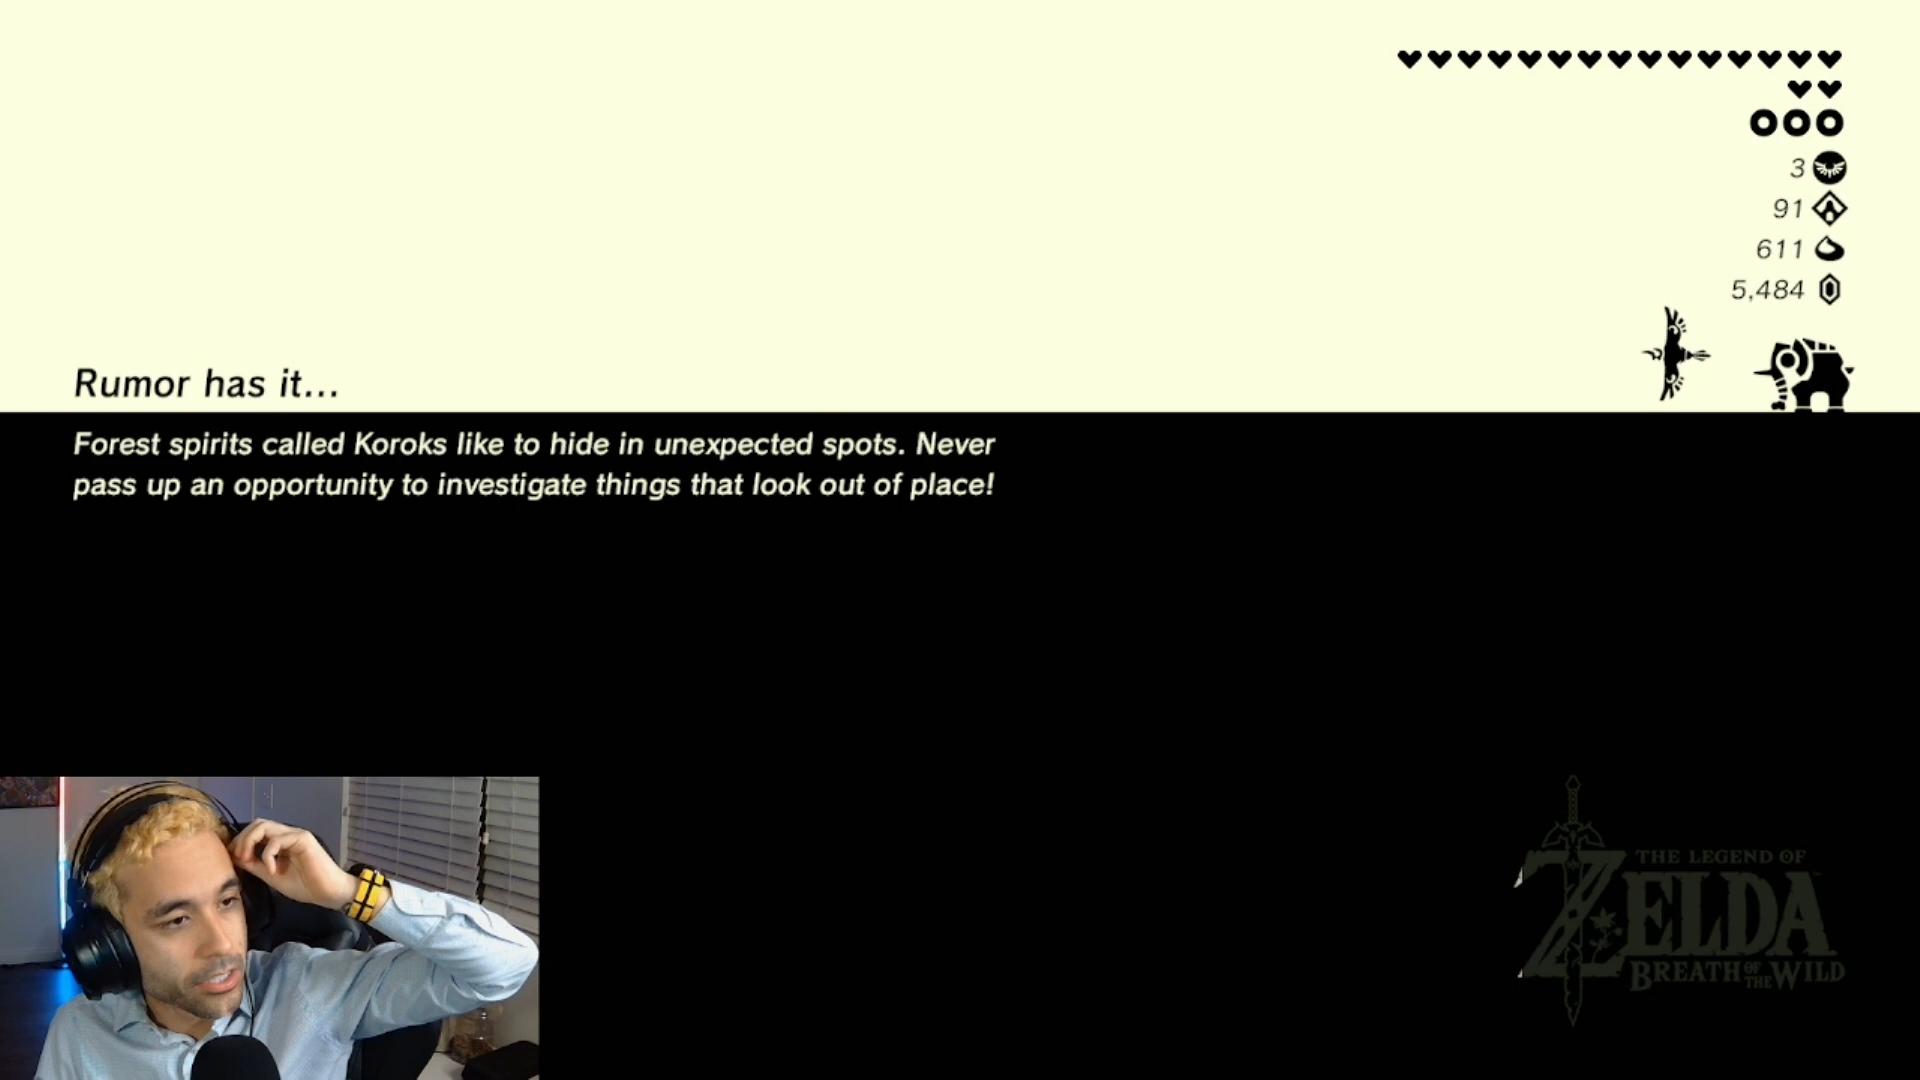 3
91
611
5,484
Rumor has it...
Forest spirits called Koroks like to hide in unexpected spots. Never
pass up an opportunity to investigate things that look out of place!
THE LEGEND OF
ZELDA
BREATH OF THE WILD